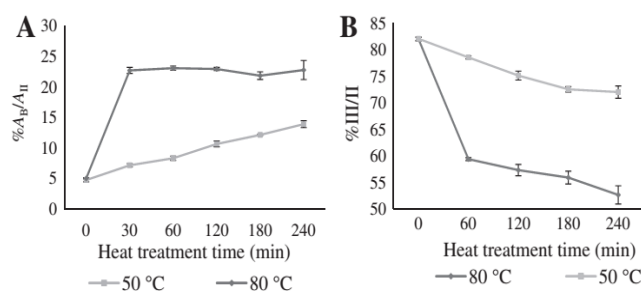 A
30
25
20
15
10
5
0
%A_B/A_II
0 30 60 120 180 240
Heat treatment time (min)
50 °C 80 °C
B
85
80
75
70
65
60
55
50
%III/II
0 60 120 180 240
Heat treatment time (min)
80 °C 50 °C